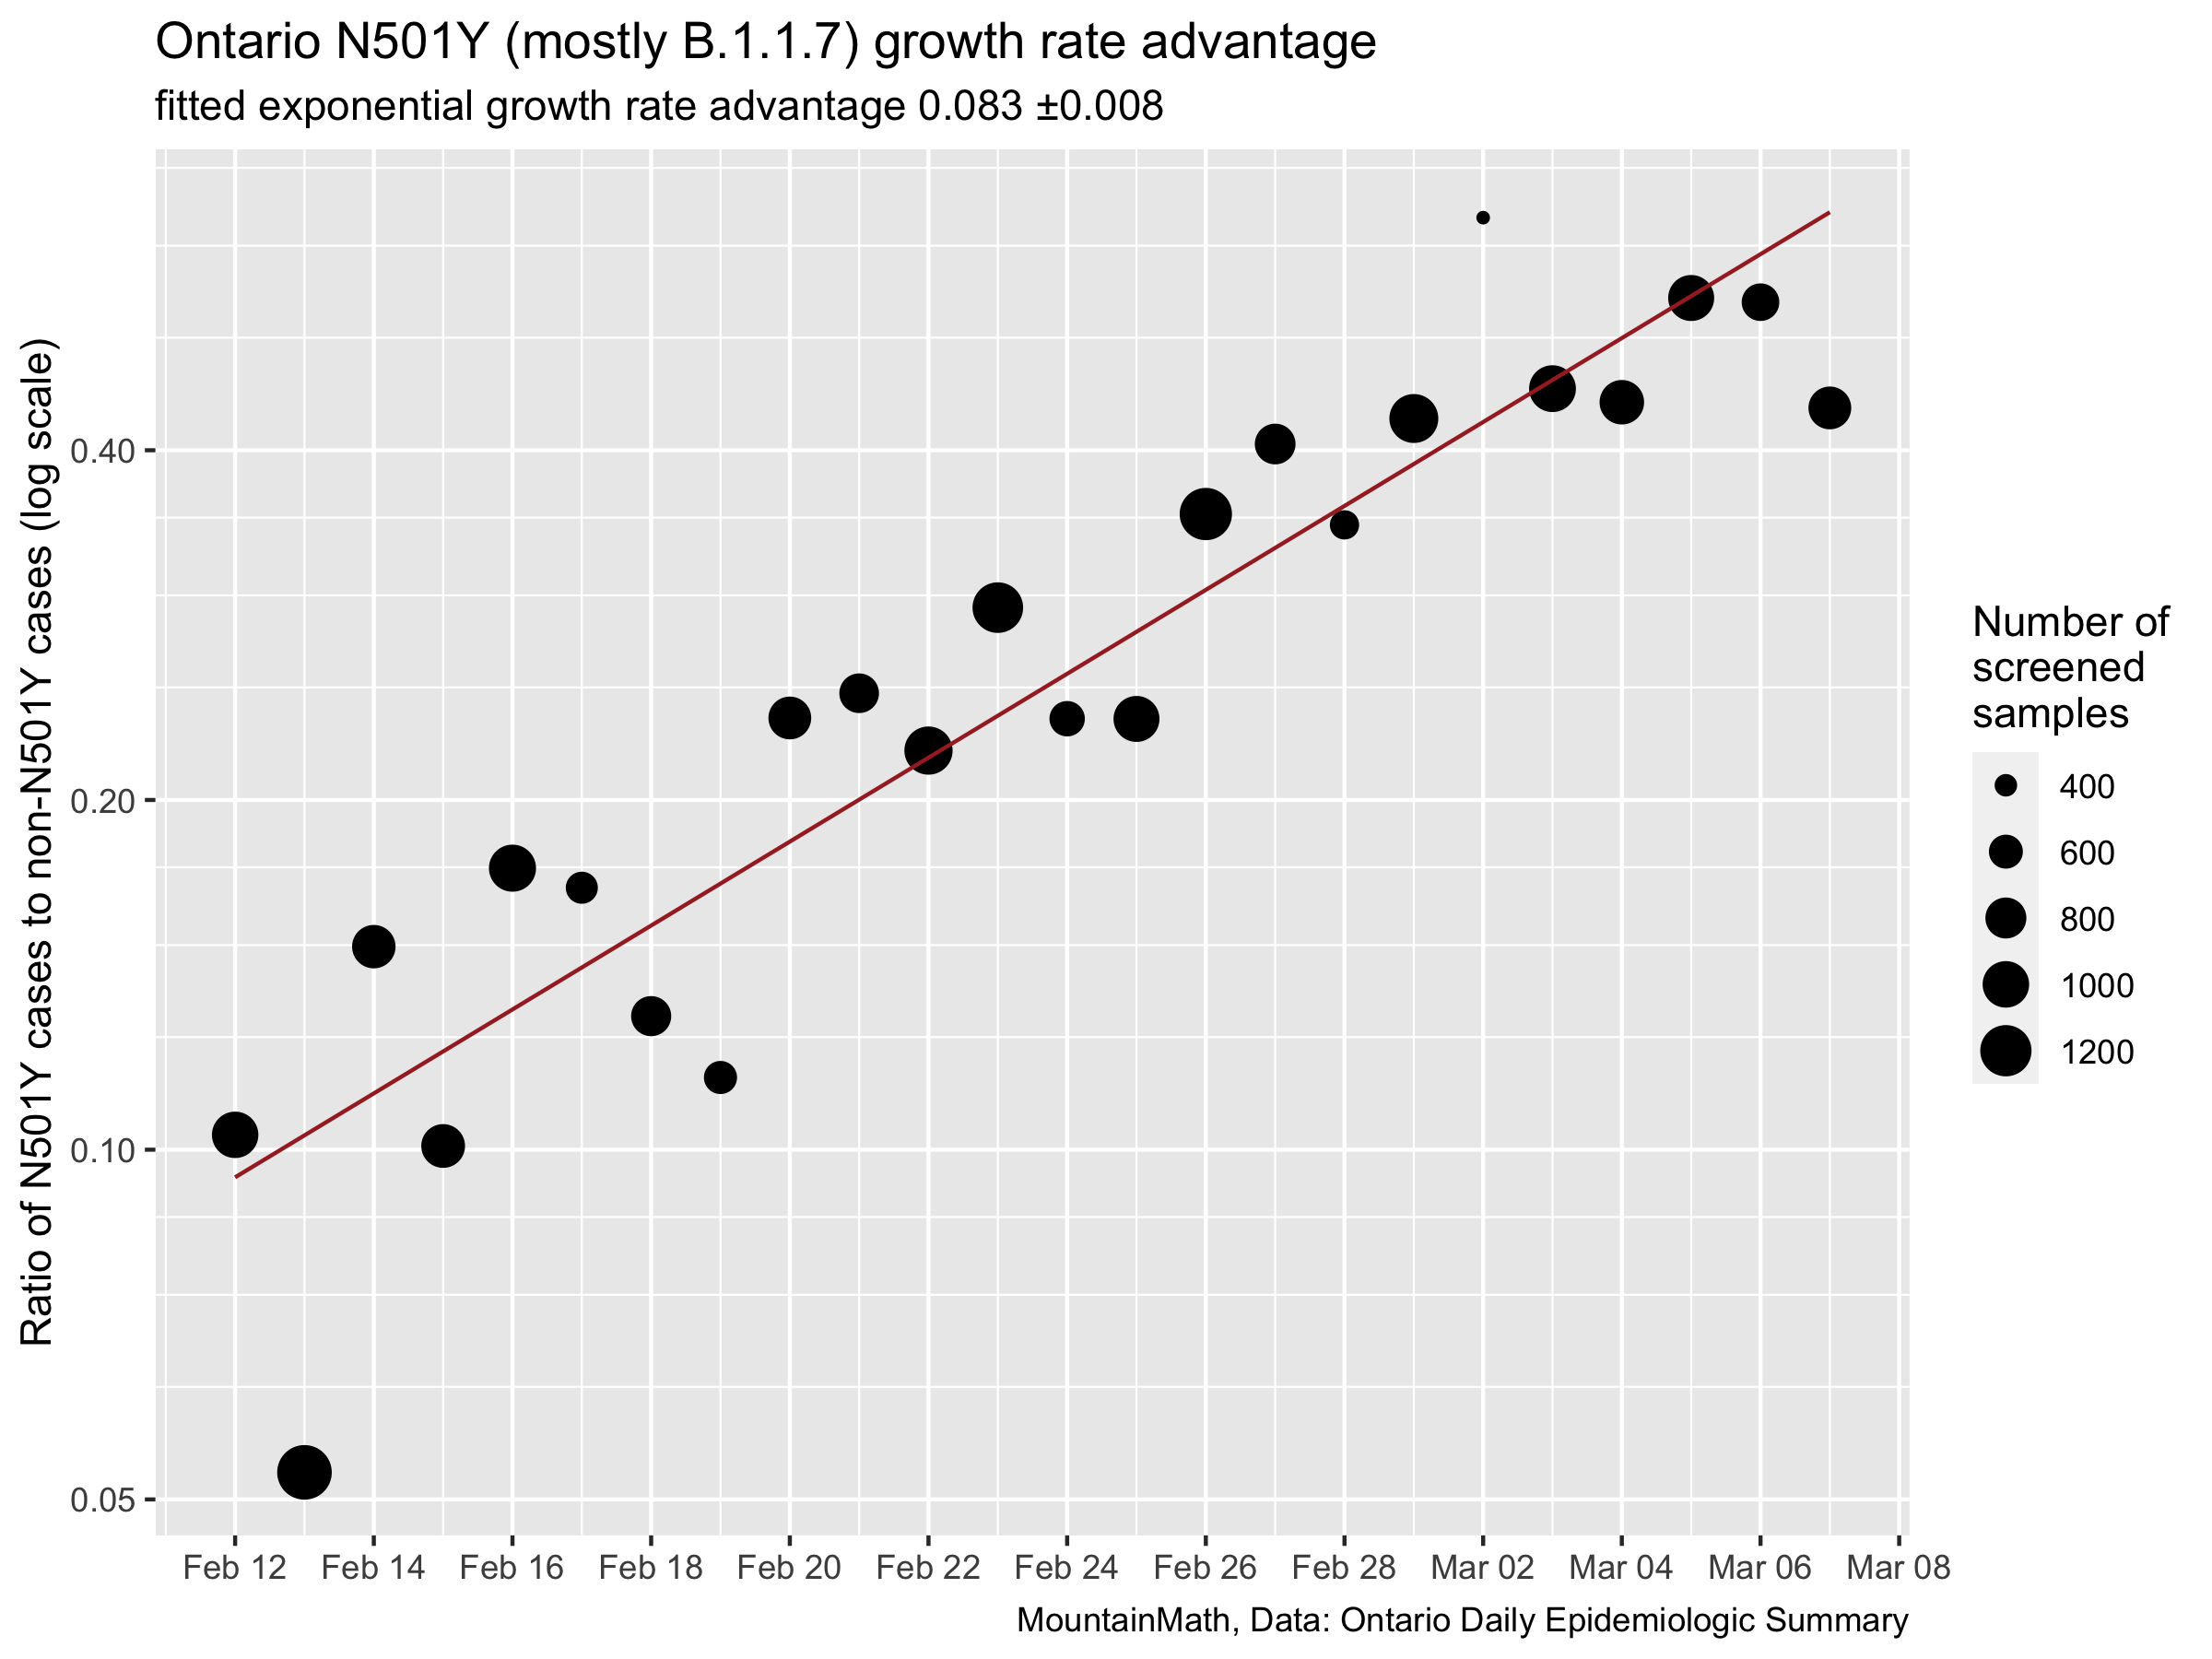 Ontario N501Y (mostly B.1.1.7) growth rate advantage
fitted exponential growth rate advantage 0.083 ±0.008
Ratio of N501Y cases to non-N501Y cases (log scale)
0.40
0.20
0.10
0.05
Feb 12 Feb 14 Feb 16 Feb 18 Feb 20 Feb 22 Feb 24 Feb 26 Feb 28 Mar 02 Mar 04 Mar 06 Mar 08
Number of
screened
samples
400
600
800
1000
1200
MountainMath, Data: Ontario Daily Epidemiologic Summary